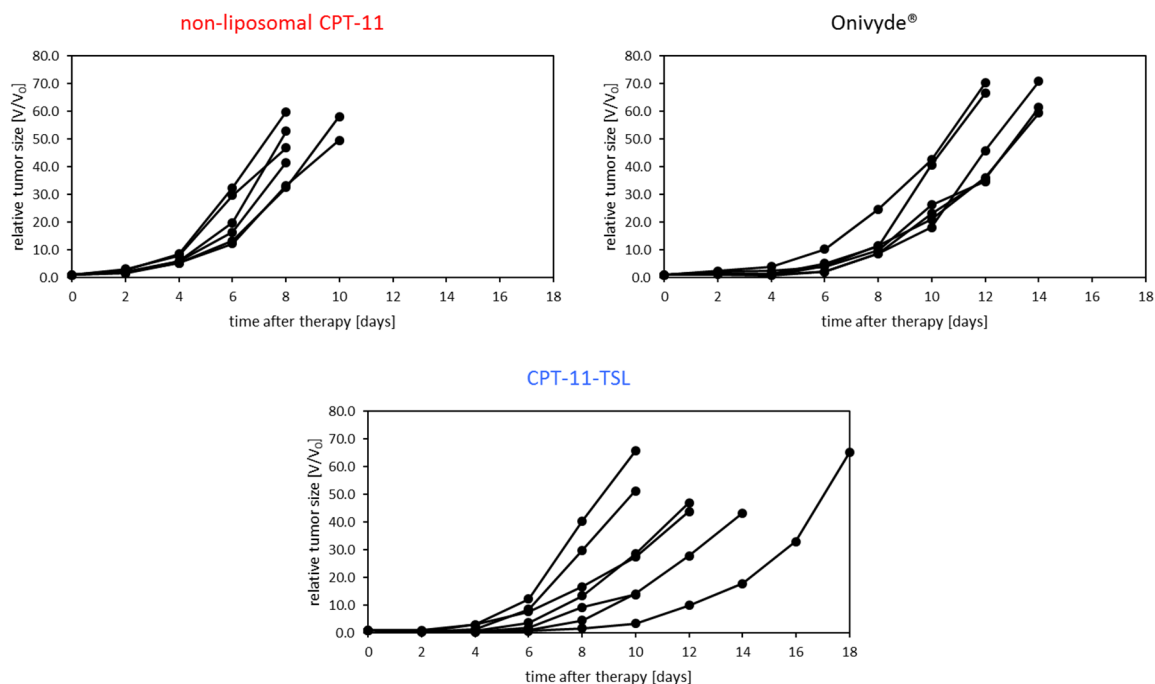 non-liposomal CPT-11
80.0
70.0
60.0
50.0
40.0
30.0
20.0
10.0
0.0
relative tumor size [V/V₀]
0 2 4 6 8 10 12 14 16 18
time after therapy [days]
Onivyde®
80.0
70.0
60.0
50.0
40.0
30.0
20.0
10.0
0.0
relative tumor size [V/V₀]
0 2 4 6 8 10 12 14 16 18
time after therapy [days]
CPT-11-TSL
80.0
70.0
60.0
50.0
40.0
30.0
20.0
10.0
0.0
relative tumor size [V/V₀]
0 2 4 6 8 10 12 14 16 18
time after therapy [days]